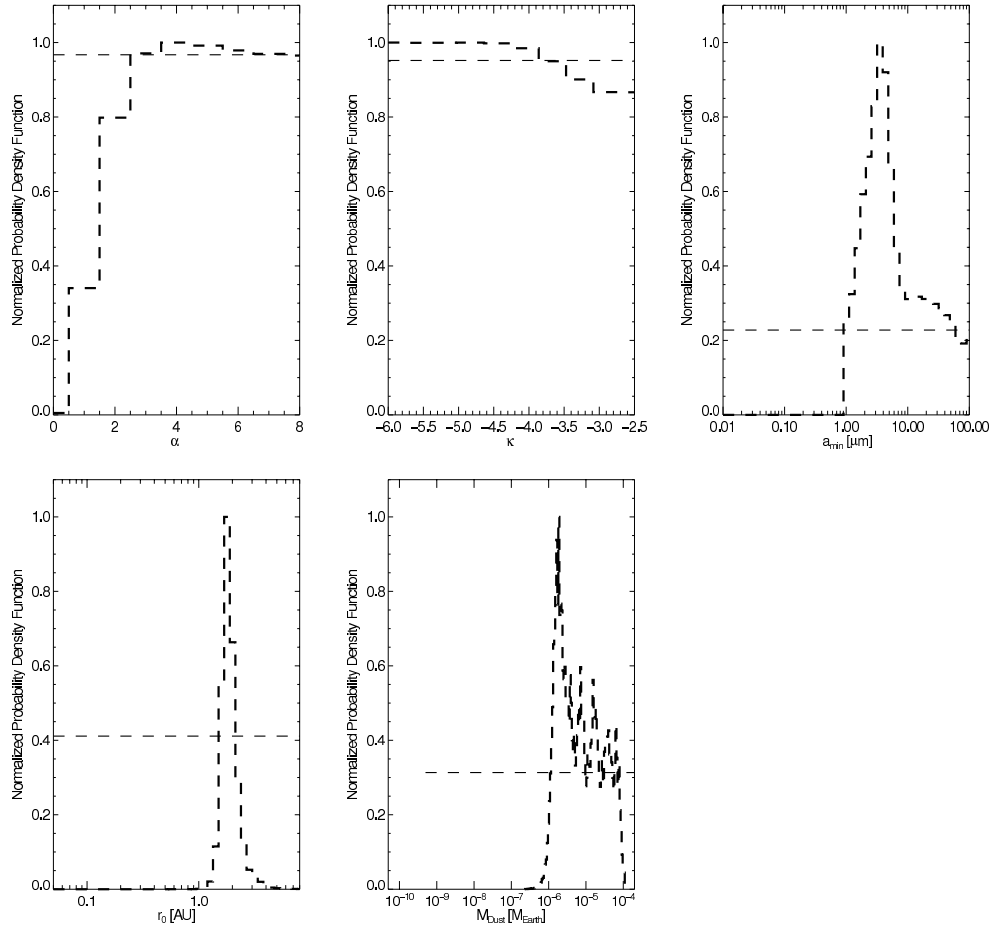 Normalized Probability Density Function
1.0
0.8
0.6
0.4
0.2
0.0
0 2 4 6 8
α
Normalized Probability Density Function
1.0
0.8
0.6
0.4
0.2
0.0
-6.0 -5.5 -5.0 -4.5 -4.0 -3.5 -3.0 -2.5
κ
Normalized Probability Density Function
1.0
0.8
0.6
0.4
0.2
0.0
0.01 0.10 1.00 10.00 100.00
a_min [μm]
Normalized Probability Density Function
1.0
0.8
0.6
0.4
0.2
0.0
0.1 1.0
r_0 [AU]
Normalized Probability Density Function
1.0
0.8
0.6
0.4
0.2
0.0
10^-10 10^-9 10^-8 10^-7 10^-6 10^-5 10^-4
M_Dust [M_Earth]